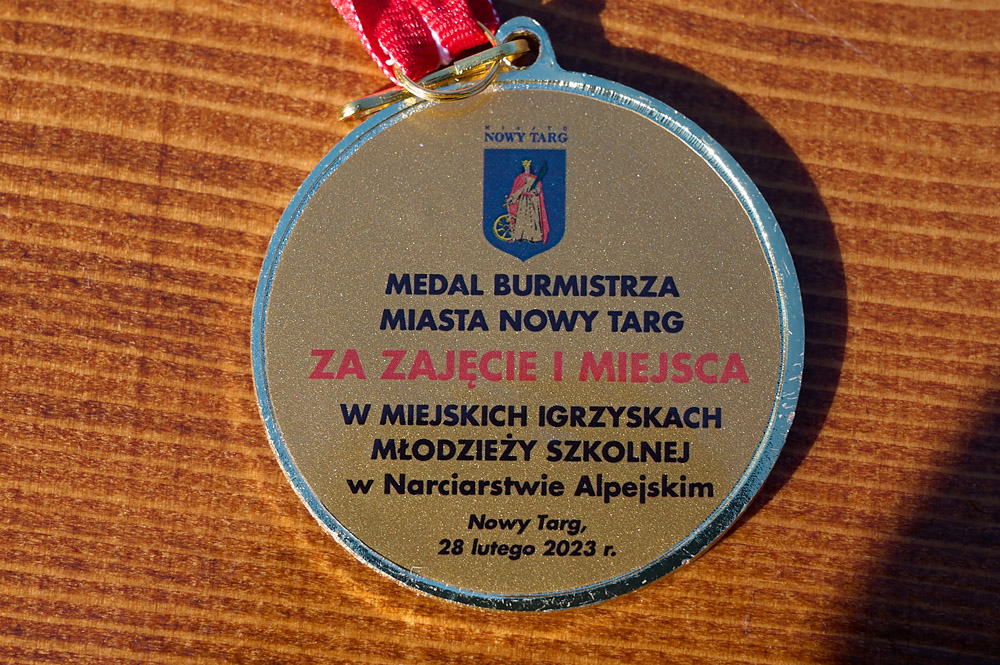 MIASTO
NOWY TARG
MEDAL BURMISTRZA
MIASTA NOWY TARG
ZA ZAJĘCIE I MIEJSCA
W MIEJSKICH IGRZYSKACH
MŁODZIEŻY SZKOLNEJ
w Narciarstwie Alpejskim
Nowy Targ,
28 lutego 2023 r.